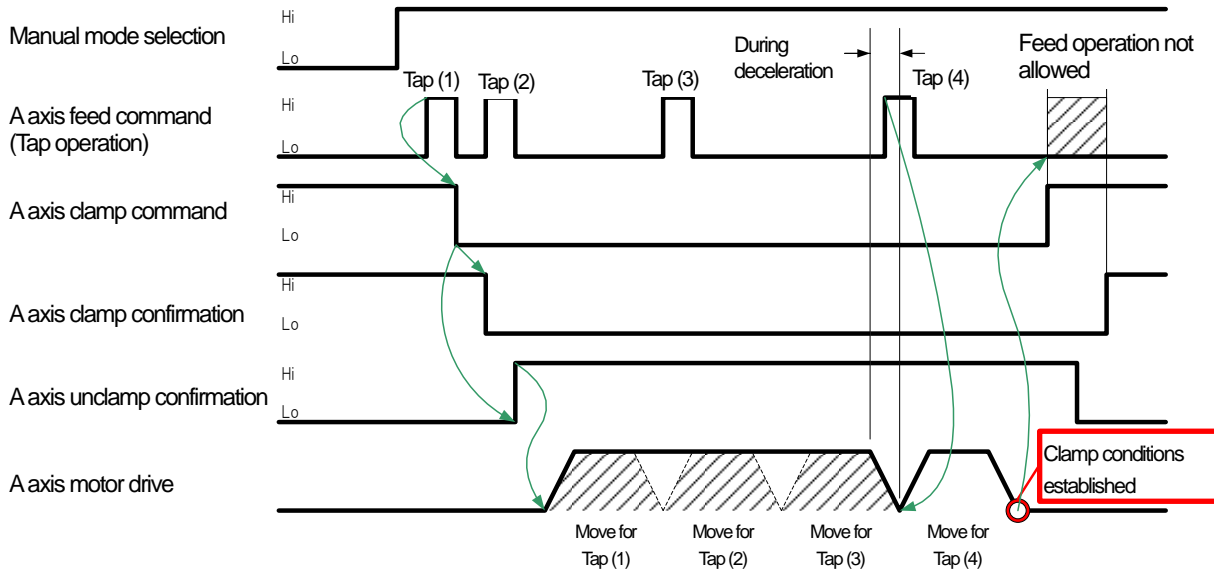 Manual mode selection
Hi
Lo
During
deceleration
Feed operation not
allowed
A axis feed command
(Tap operation)
Hi
Lo
Tap (1)
Tap (2)
Tap (3)
Tap (4)
A axis clamp command
Hi
Lo
A axis clamp confirmation
Hi
Lo
A axis unclamp confirmation
Hi
Lo
A axis motor drive
Clamp conditions
established
Move for
Tap (1)
Move for
Tap (2)
Move for
Tap (3)
Move for
Tap (4)